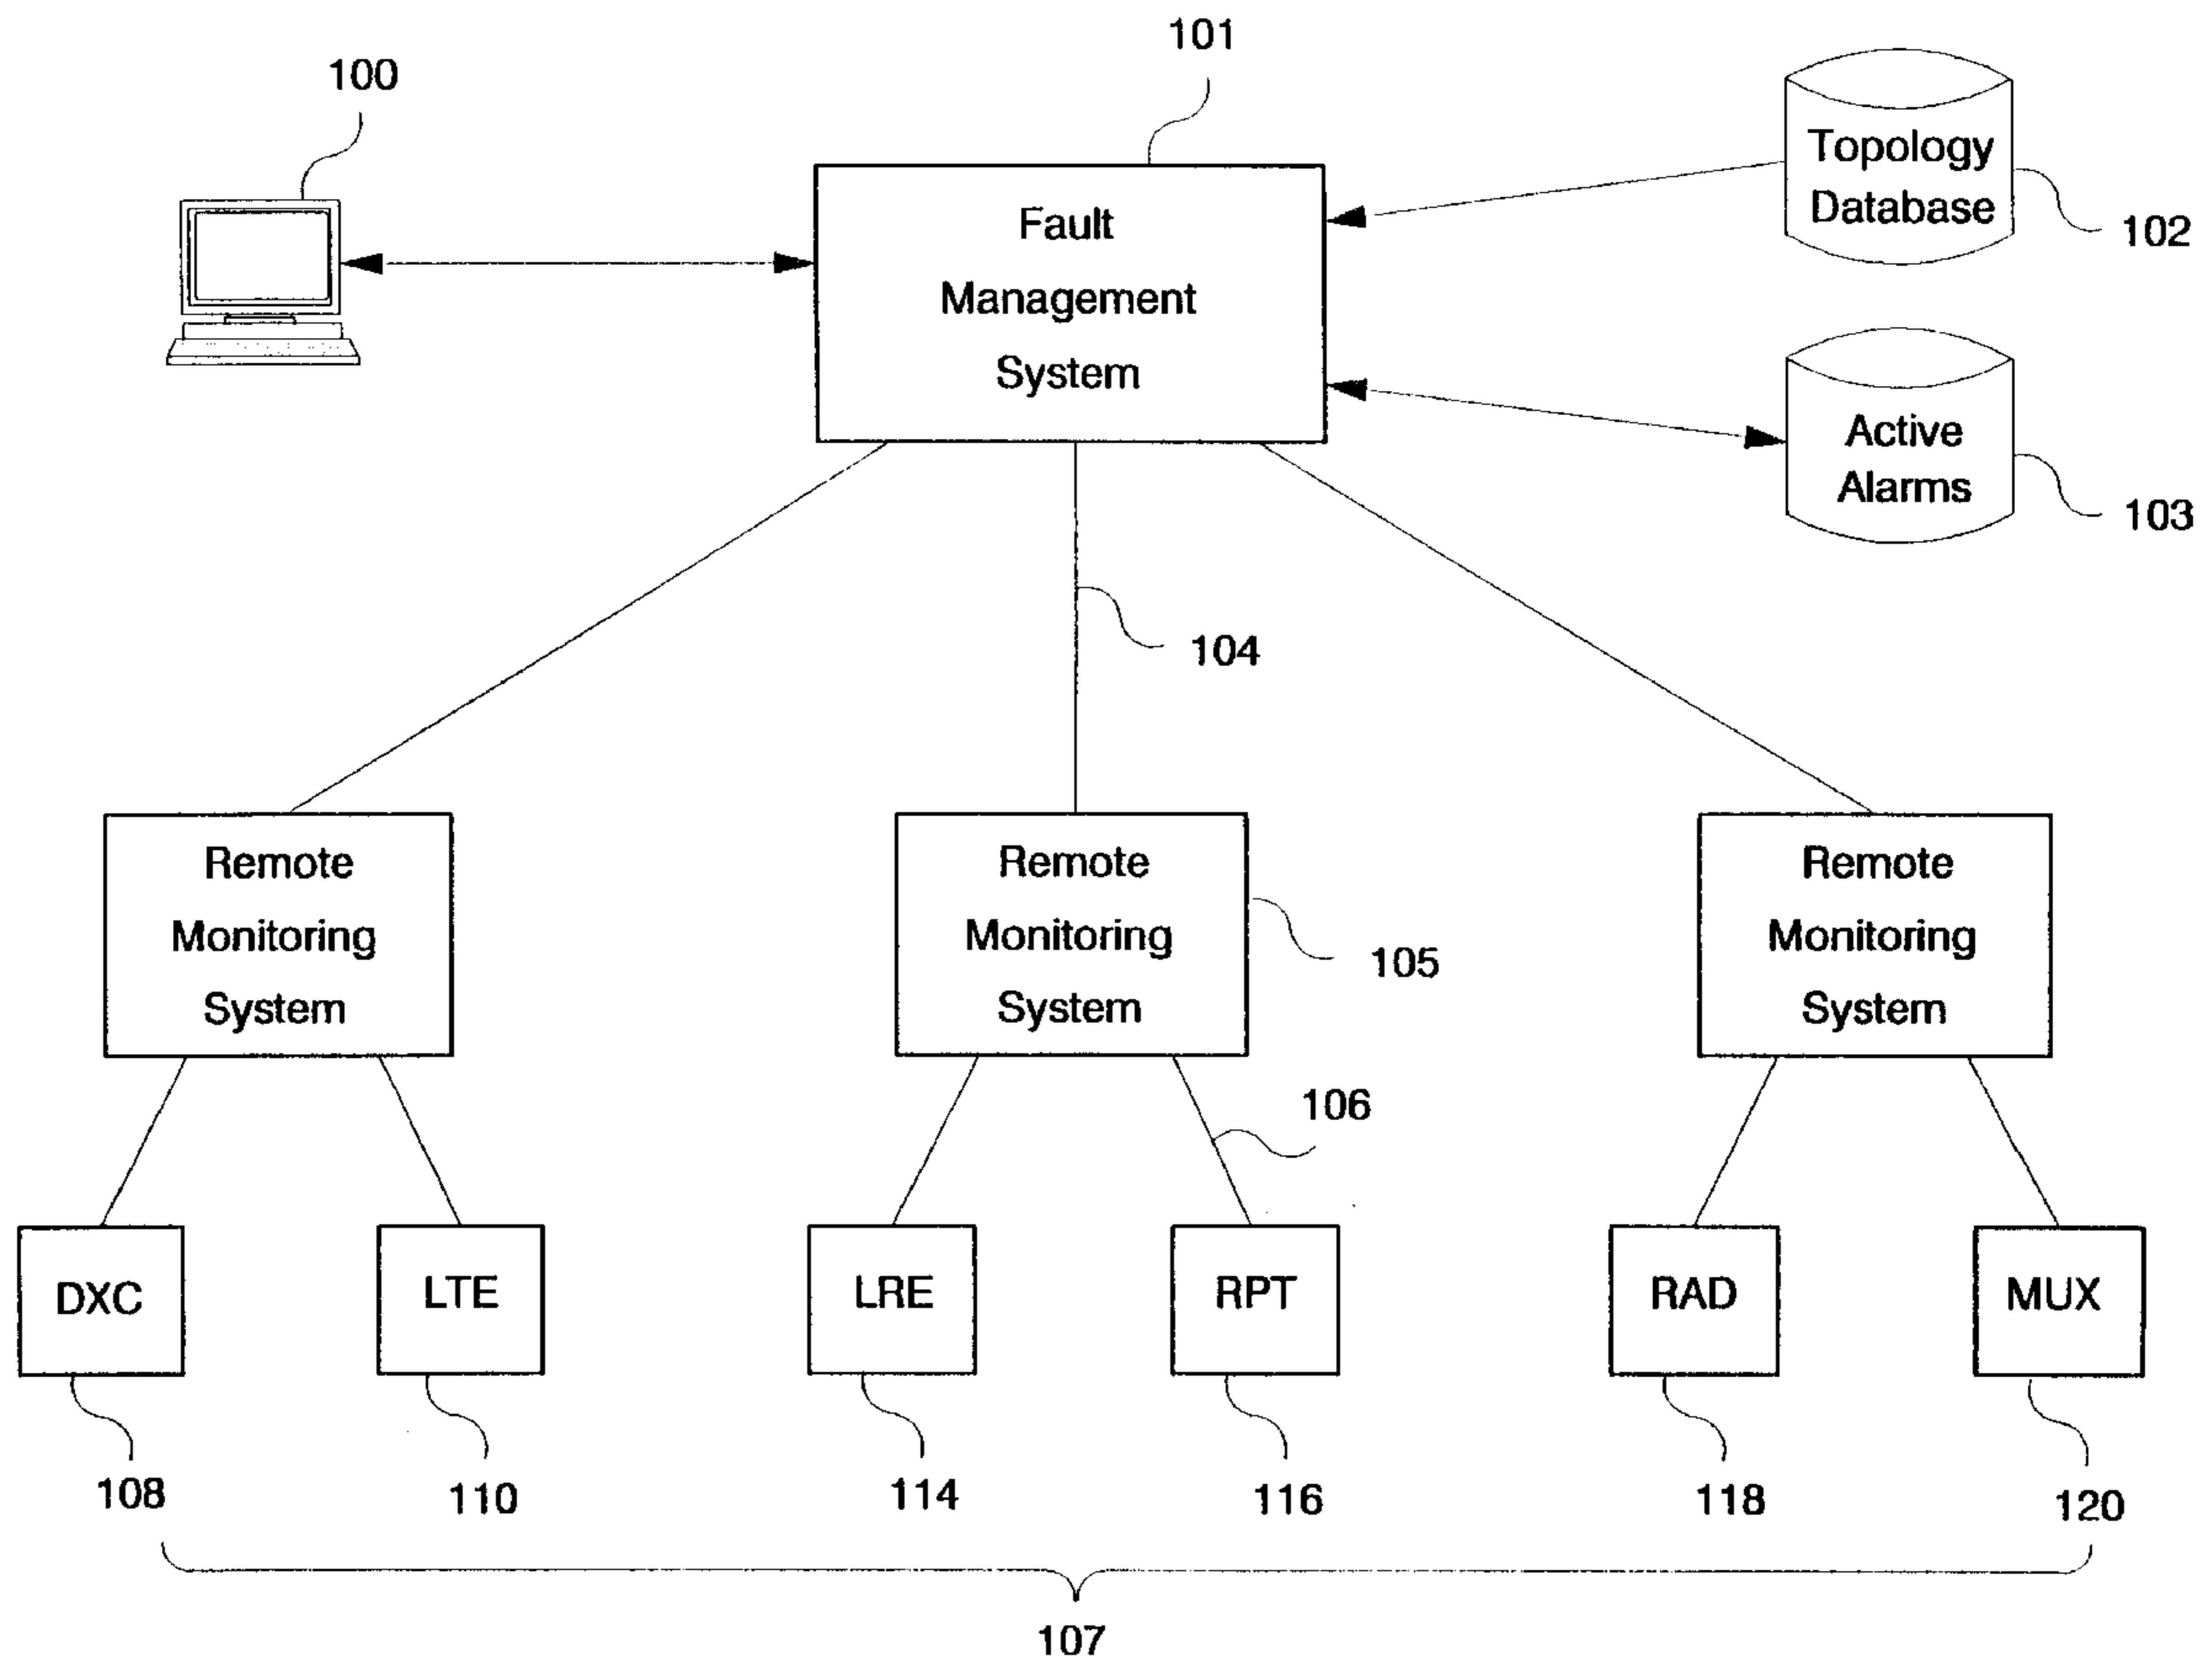 101
100
Topology
Database
102
Fault
Management
System
Active
Alarms
103
104
Remote
Monitoring
System
Remote
Monitoring
System
105
Remote
Monitoring
System
106
DXC
LTE
LRE
RPT
RAD
MUX
108
110
114
116
118
120
107